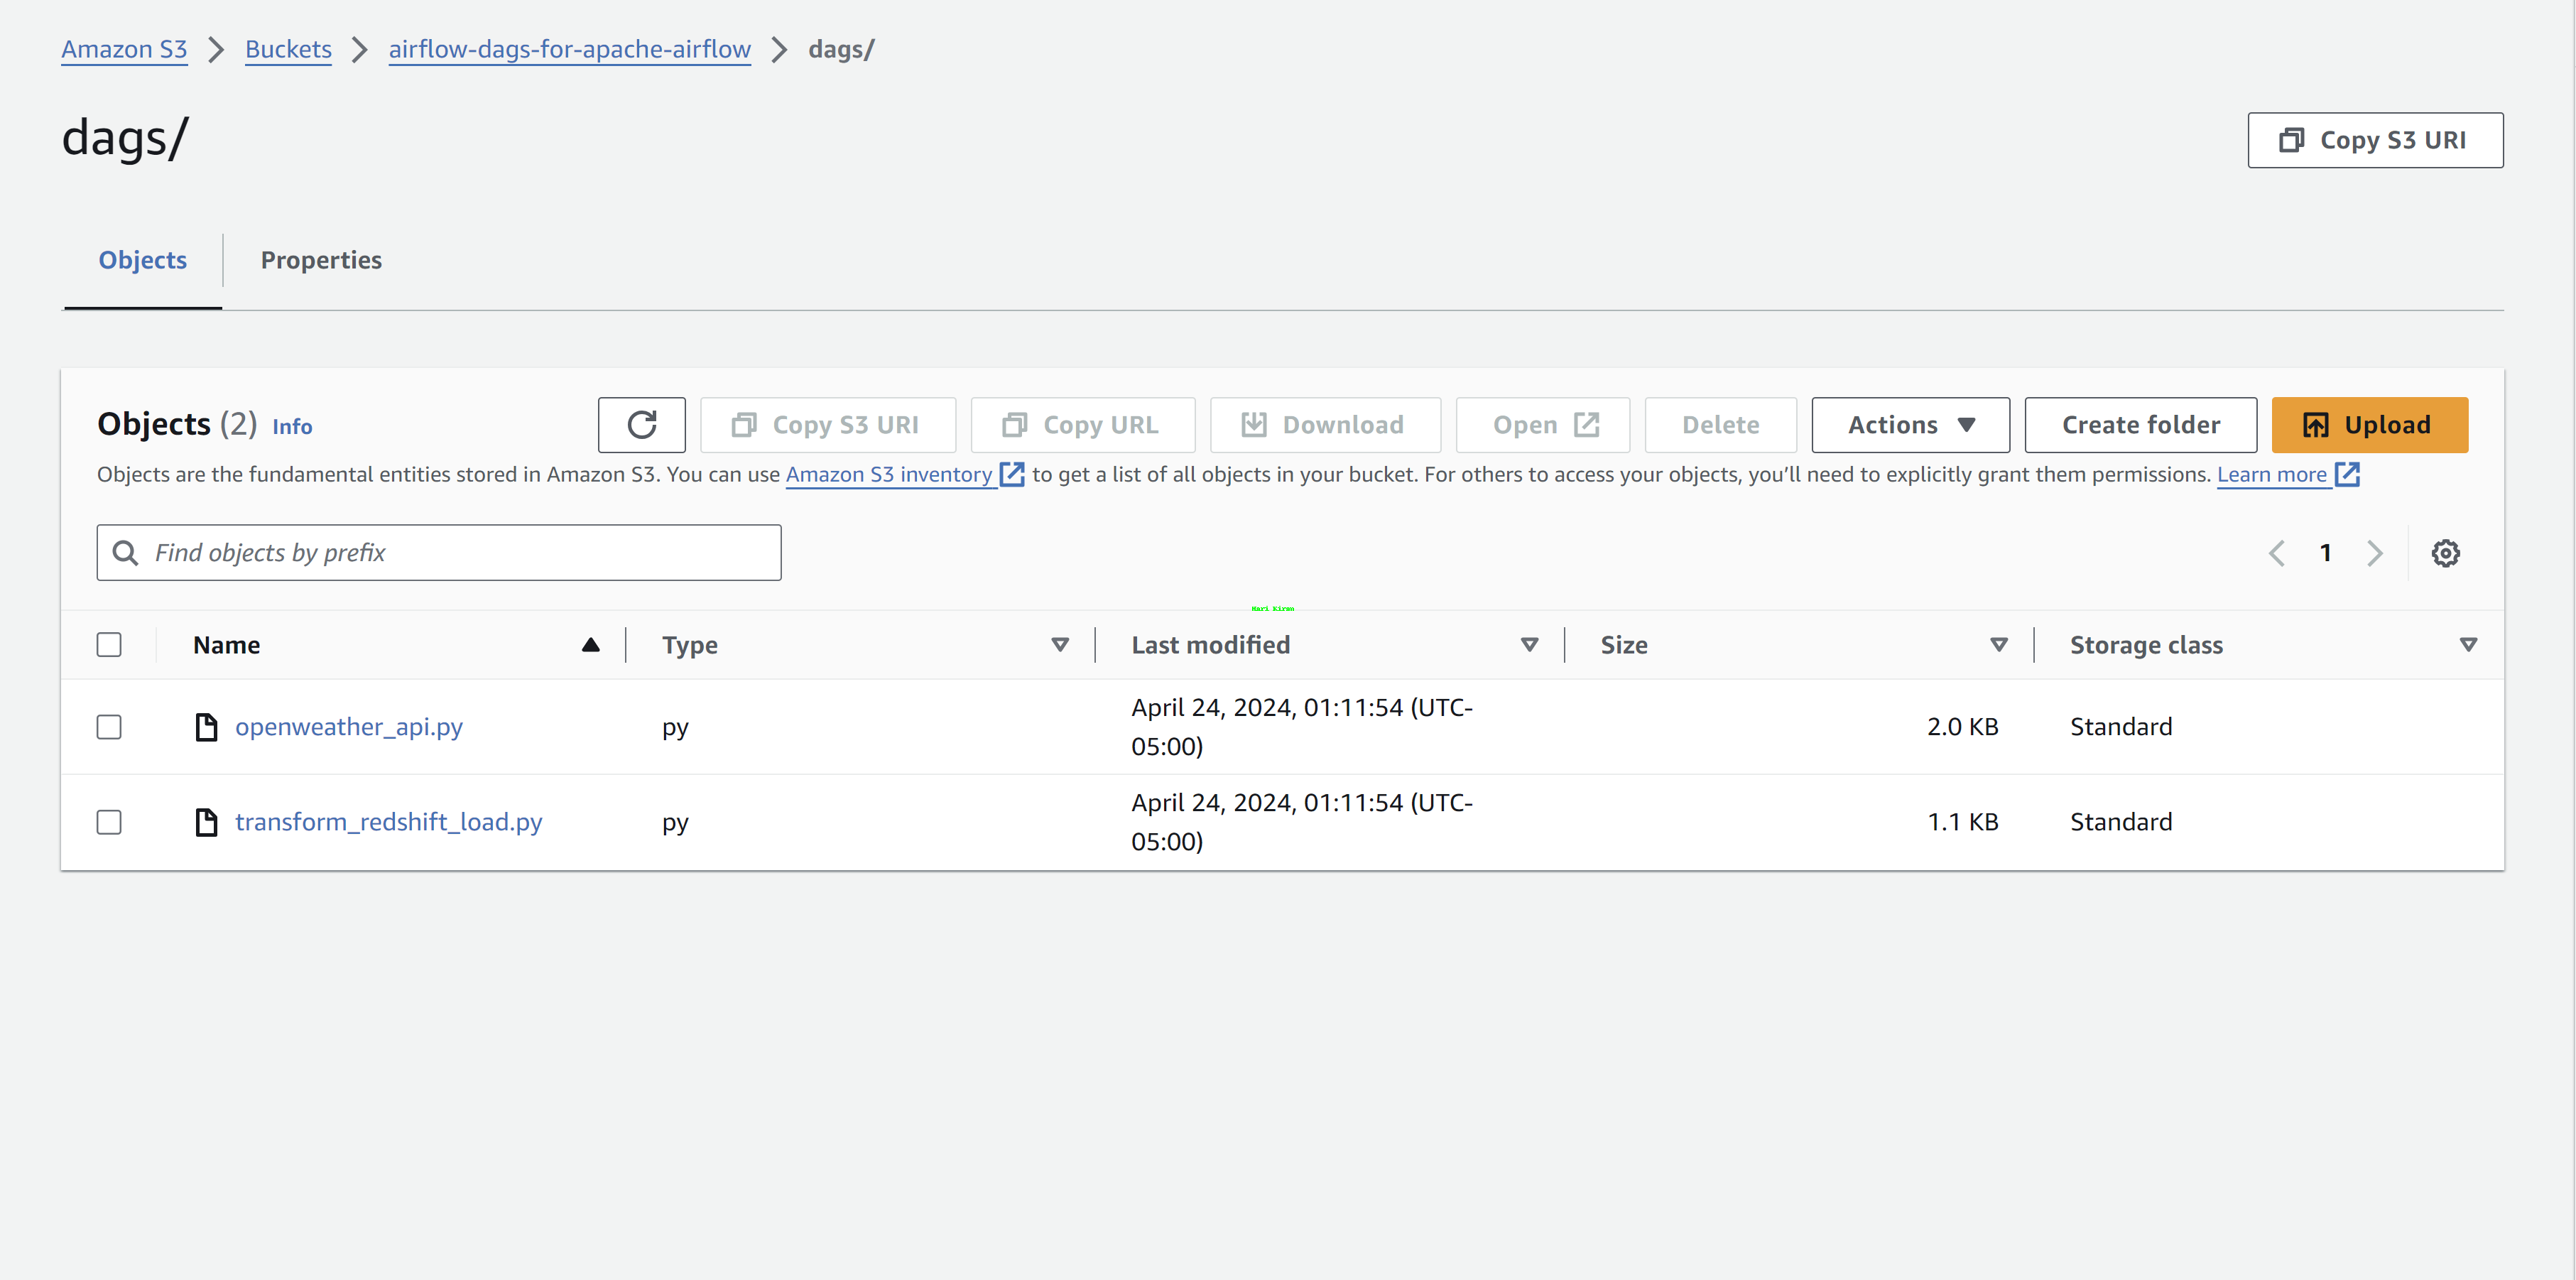 Amazon S3 > Buckets > airflow-dags-for-apache-airflow > dags/
dags/
Copy S3 URI
Objects
Properties
Objects (2) Info
Copy S3 URI
Copy URL
Download
Open
Delete
Actions
Create folder
Upload
Objects are the fundamental entities stored in Amazon S3. You can use Amazon S3 inventory to get a list of all objects in your bucket. For others to access your objects, you’ll need to explicitly grant them permissions. Learn more
Find objects by prefix
1
Name Type Last modified Size Storage class
openweather_api.py py April 24, 2024, 01:11:54 (UTC-
05:00) 2.0 KB Standard
transform_redshift_load.py py April 24, 2024, 01:11:54 (UTC-
05:00) 1.1 KB Standard